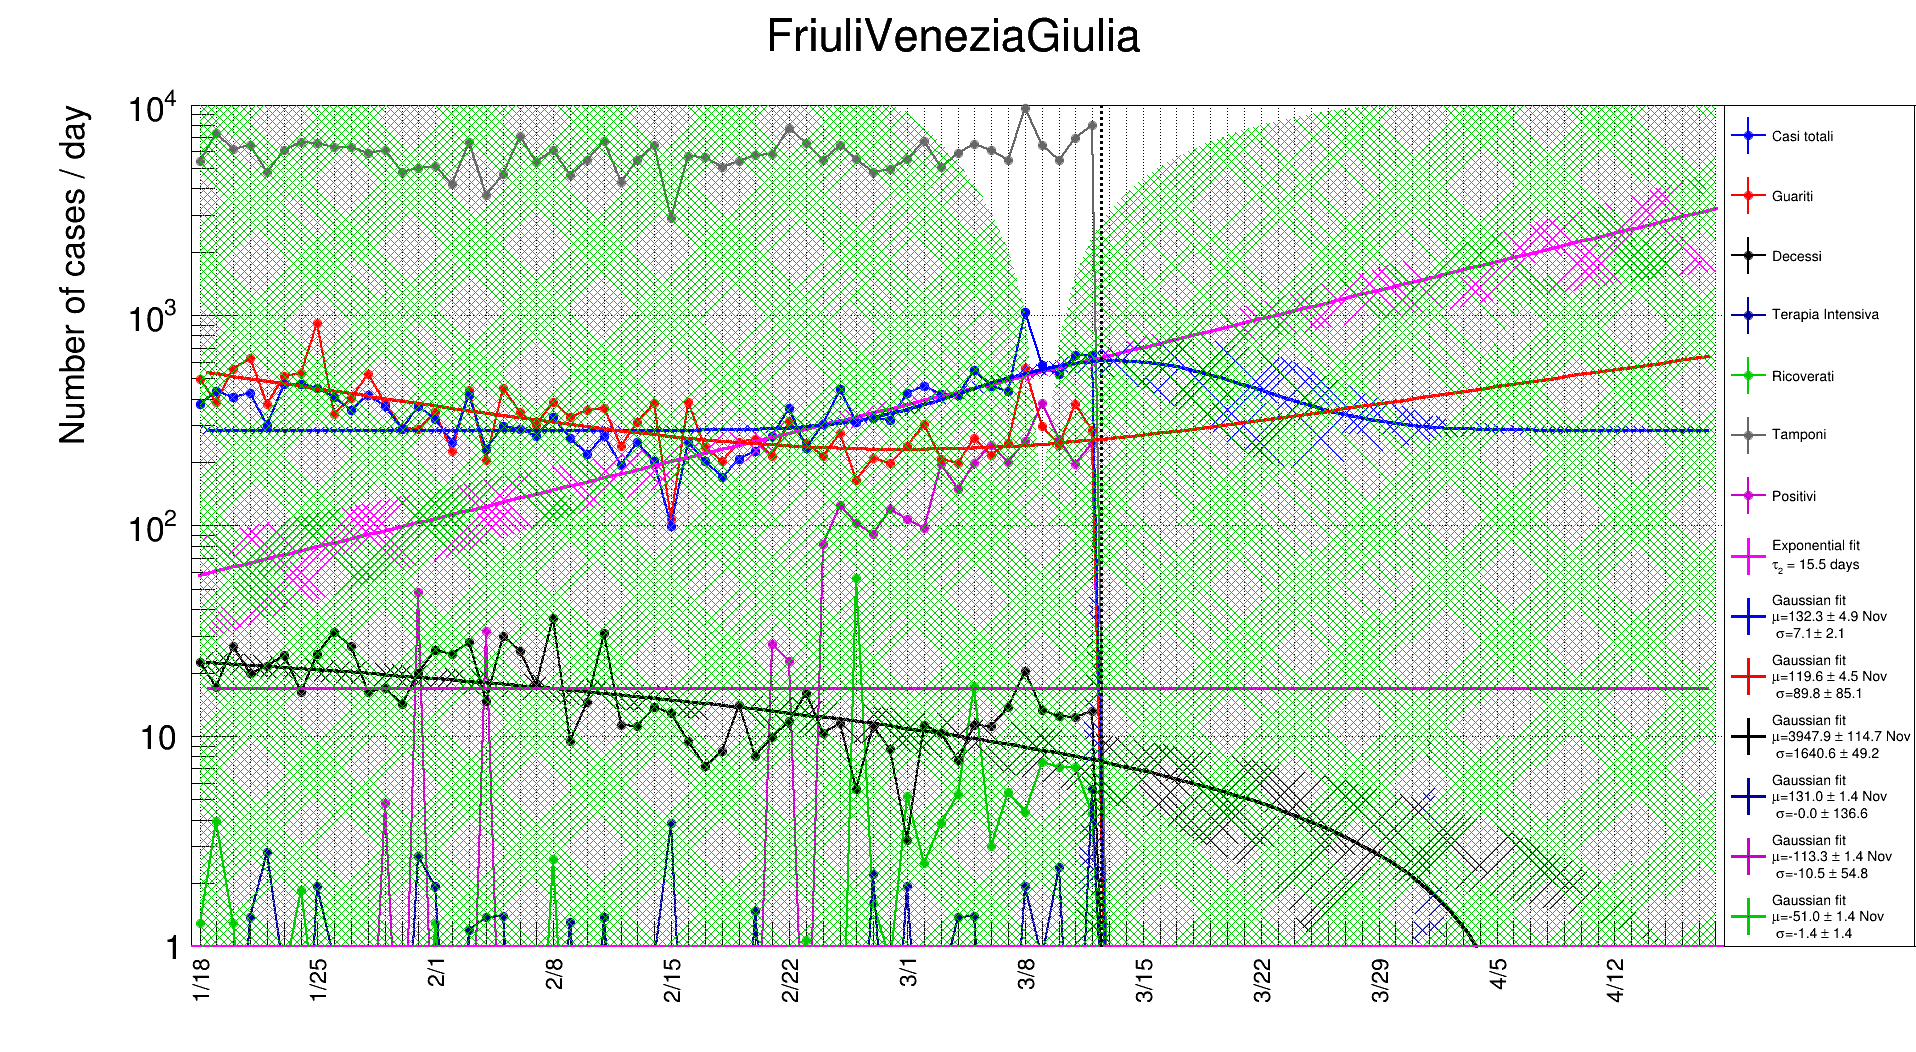 FriuliVeneziaGiulia
Number of cases / day
10^4
10^3
10^2
10
1
1/18
1/25
2/1
2/8
2/15
2/22
3/1
3/8
3/15
3/22
3/29
4/5
4/12
Casi totali
Guariti
Decessi
Terapia Intensiva
Ricoverati
Tamponi
Positivi
Exponential fit
τ2 = 15.5 days
Gaussian fit
μ=132.3 ± 4.9 Nov
σ=7.1 ± 2.1
Gaussian fit
μ=119.6 ± 4.5 Nov
σ=89.8 ± 85.1
Gaussian fit
μ=3947.9 ± 114.7 Nov
σ=1640.6 ± 49.2
Gaussian fit
μ=131.0 ± 1.4 Nov
σ=-0.0 ± 136.6
Gaussian fit
μ=-113.3 ± 1.4 Nov
σ=-10.5 ± 54.8
Gaussian fit
μ=-51.0 ± 1.4 Nov
σ=-1.4 ± 1.4